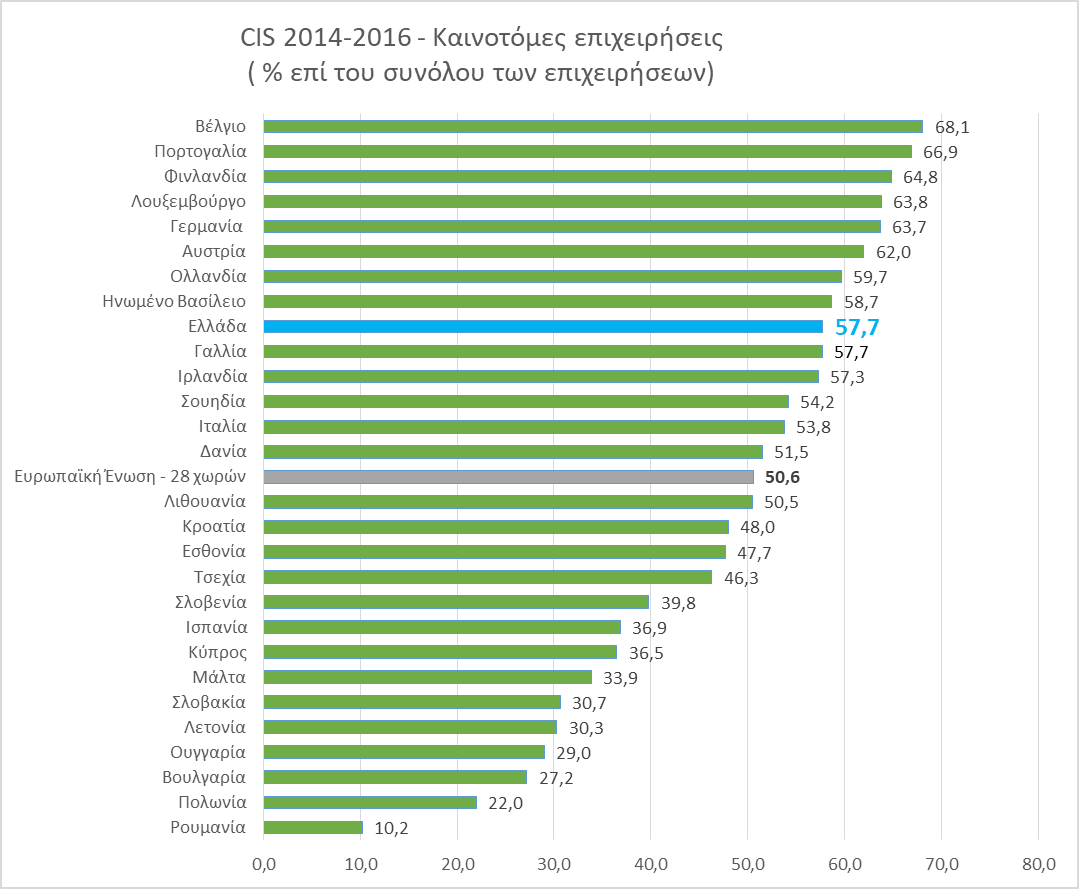 CIS 2014-2016 - Καινοτόμες επιχειρήσεις
( % επί του συνόλου των επιχειρήσεων)
Βέλγιο 68,1
Πορτογαλία 66,9
Φινλανδία 64,8
Λουξεμβούργο 63,8
Γερμανία 63,7
Αυστρία 62,0
Ολλανδία 59,7
Ηνωμένο Βασίλειο 58,7
Ελλάδα 57,7
Γαλλία 57,7
Ιρλανδία 57,3
Σουηδία 54,2
Ιταλία 53,8
Δανία 51,5
Ευρωπαϊκή Ένωση - 28 χωρών 50,6
Λιθουανία 50,5
Κροατία 48,0
Εσθονία 47,7
Τσεχία 46,3
Σλοβενία 39,8
Ισπανία 36,9
Κύπρος 36,5
Μάλτα 33,9
Σλοβακία 30,7
Λετονία 30,3
Ουγγαρία 29,0
Βουλγαρία 27,2
Πολωνία 22,0
Ρουμανία 10,2
0,0 10,0 20,0 30,0 40,0 50,0 60,0 70,0 80,0